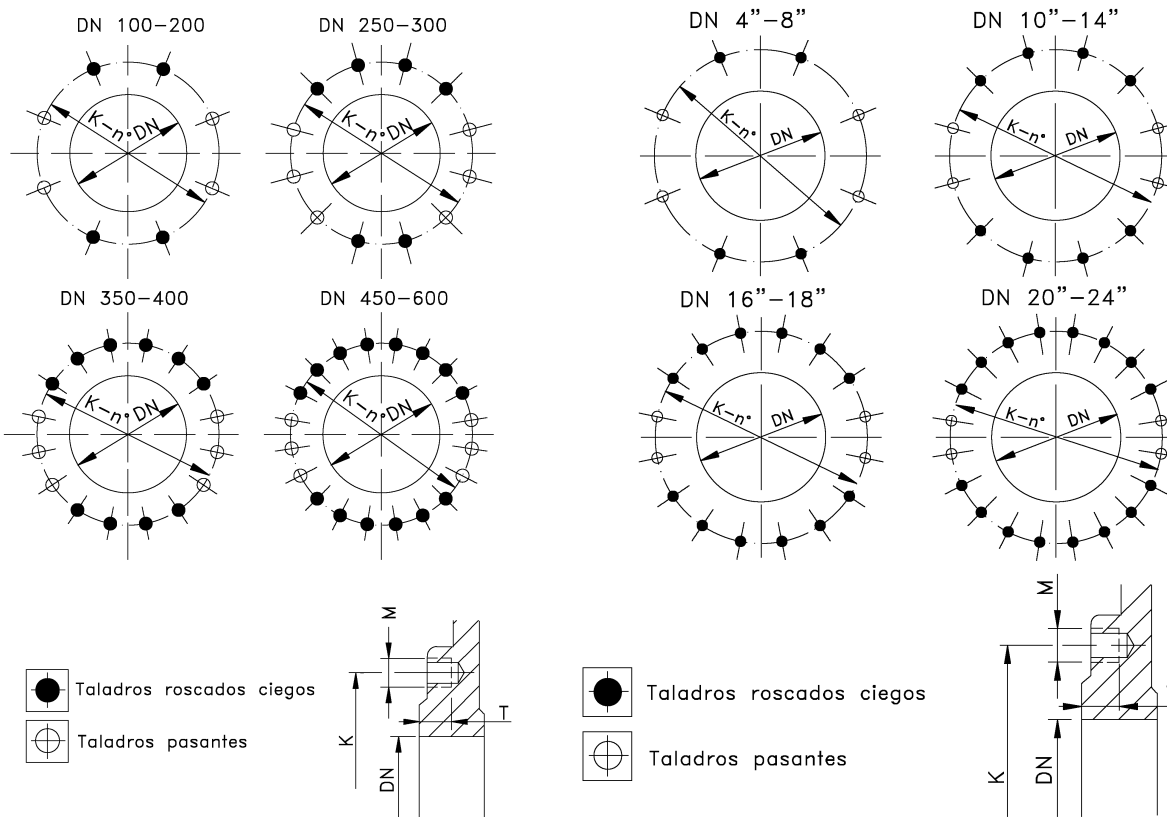 DN 100-200
DN 250-300
DN 4"-8"
DN 10"-14"
K-n° DN
K-n° DN
K-n°
DN
K-n°
DN
DN 350-400
DN 450-600
DN 16"-18"
DN 20"-24"
K-n° DN
K-n° DN
K-n°
DN
K-n°
DN
M
T
K
DN
Taladros roscados ciegos
Taladros pasantes
M
K
DN
Taladros roscados ciegos
Taladros pasantes